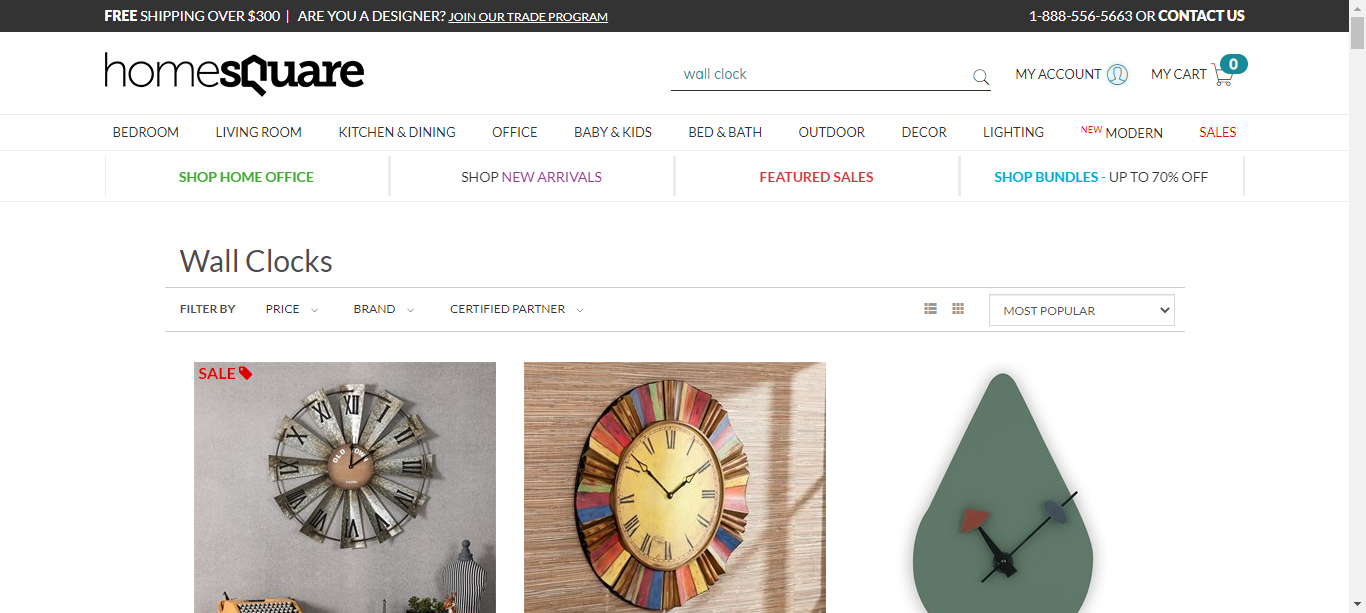 FREE SHIPPING OVER $300 | ARE YOU A DESIGNER? JOIN OUR TRADE PROGRAM
1-888-556-5663 OR CONTACT US
homesquare
wall clock
MY ACCOUNT
MY CART
0
BEDROOM
LIVING ROOM
KITCHEN & DINING
OFFICE
BABY & KIDS
BED & BATH
OUTDOOR
DECOR
LIGHTING
NEW MODERN
SALES
SHOP HOME OFFICE
SHOP NEW ARRIVALS
FEATURED SALES
SHOP BUNDLES - UP TO 70% OFF
Wall Clocks
FILTER BY
PRICE
BRAND
CERTIFIED PARTNER
MOST POPULAR
SALE
OLD TOWN